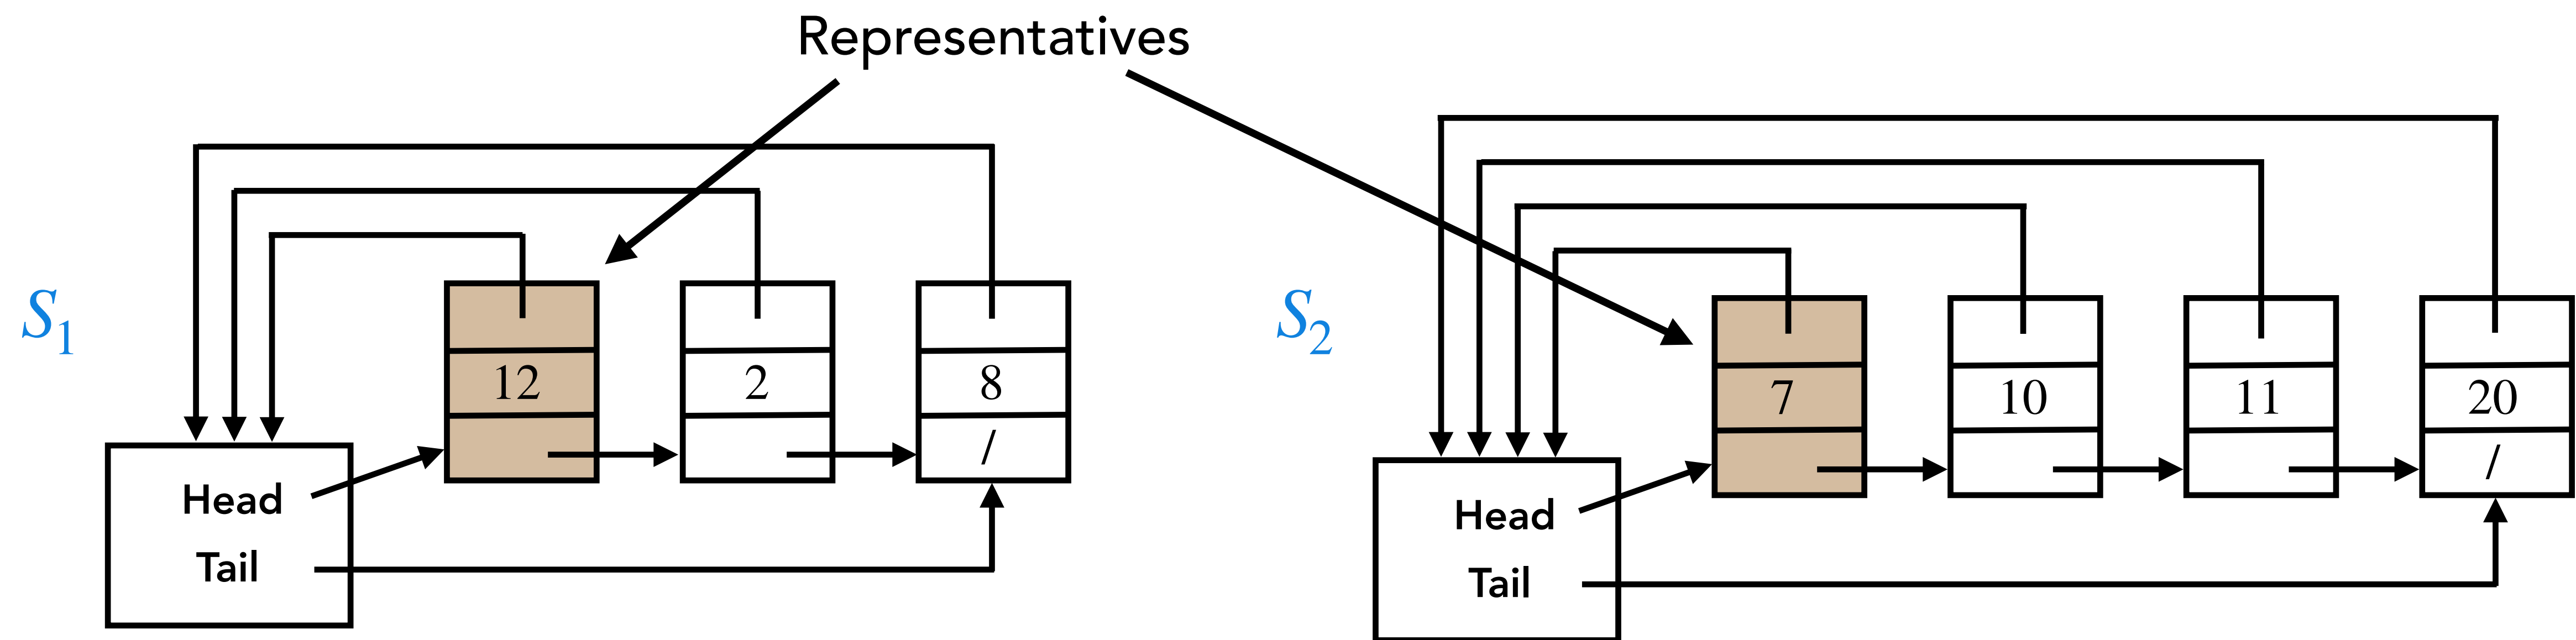 Representatives
S1
12
2
8
/
Head
Tail
S2
7
10
11
20
/
Head
Tail